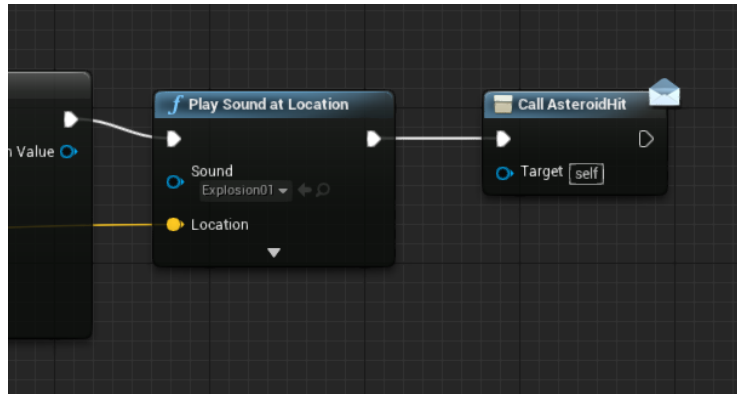 Play Sound at Location
Call AsteroidHit
n Value
Sound
Explosion01
Target self
Location